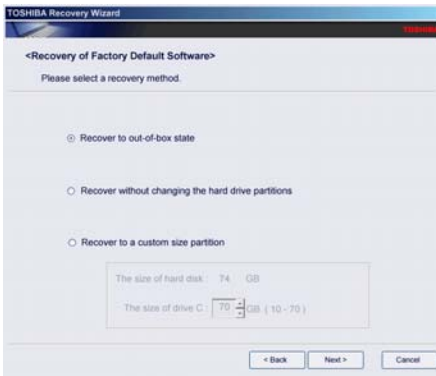 TOSHIBA Recovery Wizard
TOSHIBA
<Recovery of Factory Default Software>
Please select a recovery method.
Recover to out-of-box state
Recover without changing the hard drive partitions
Recover to a custom size partition
The size of hard disk : 74 GB
The size of drive C : 70 GB ( 10 - 70 )
< Back Next > Cancel